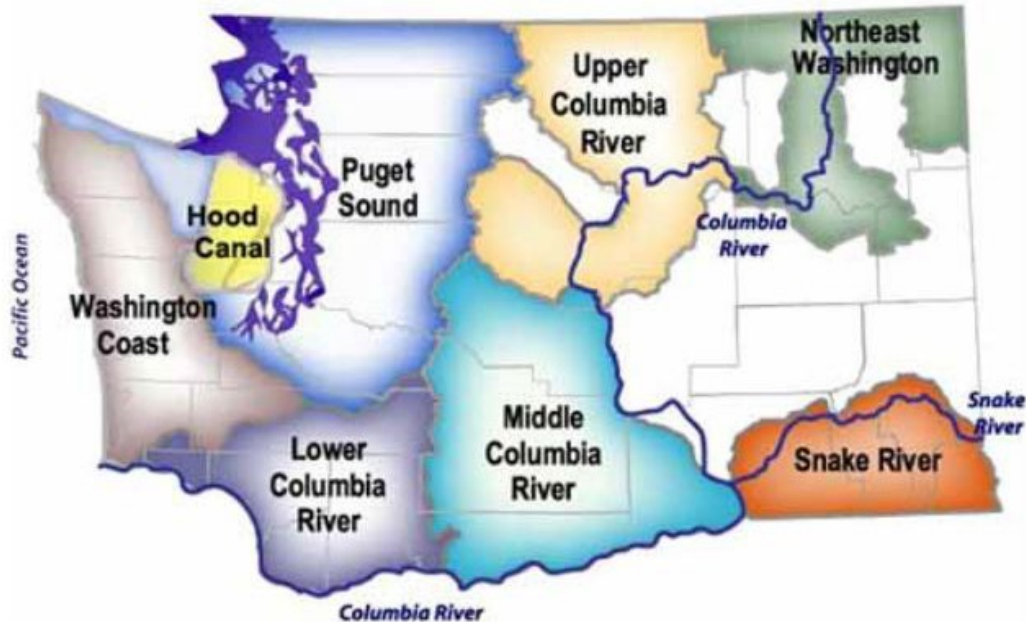 Northeast
Washington
Upper
Columbia
River
Puget
Sound
Hood
Canal
Columbia
River
Pacific Ocean
Washington
Coast
Snake
River
Middle
Columbia
River
Lower
Columbia
River
Snake River
Columbia River